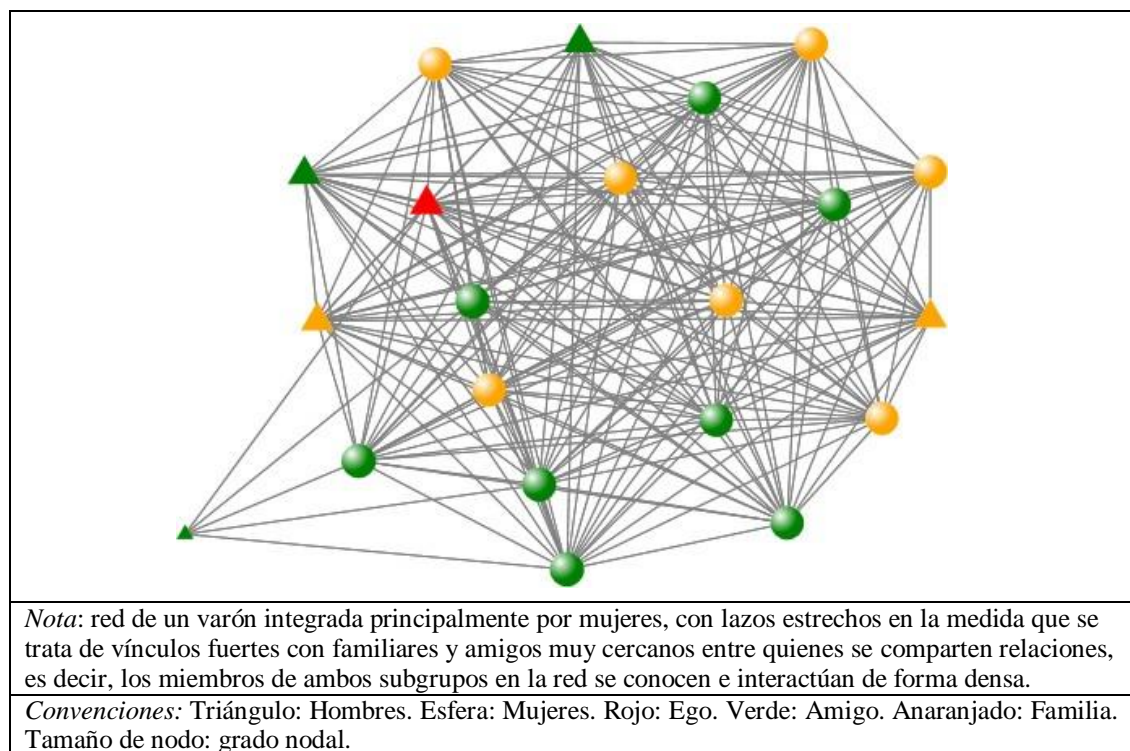 Nota: red de un varón integrada principalmente por mujeres, con lazos estrechos en la medida que se
trata de vínculos fuertes con familiares y amigos muy cercanos entre quienes se comparten relaciones,
es decir, los miembros de ambos subgrupos en la red se conocen e interactúan de forma densa.
Convenciones: Triángulo: Hombres. Esfera: Mujeres. Rojo: Ego. Verde: Amigo. Anaranjado: Familia.
Tamaño de nodo: grado nodal.